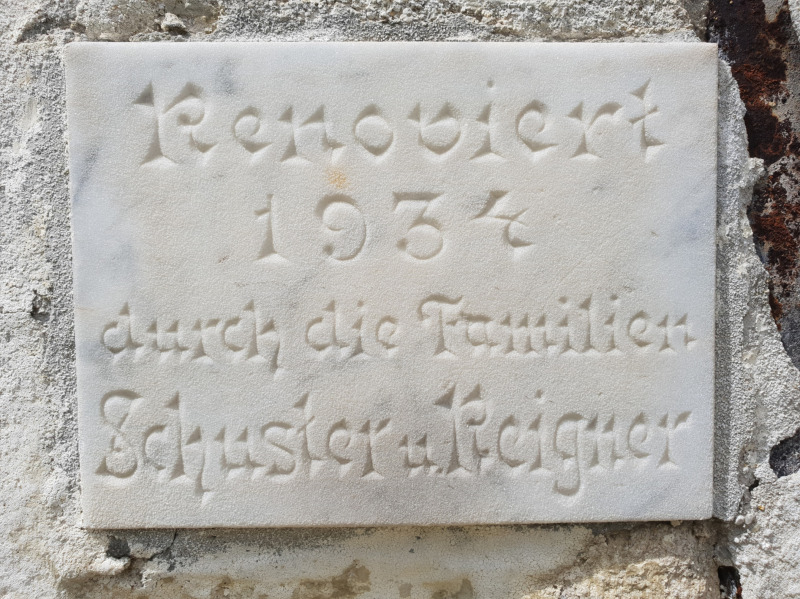 Renoviert
1934
durch die Familien
Schuster u. Reigner